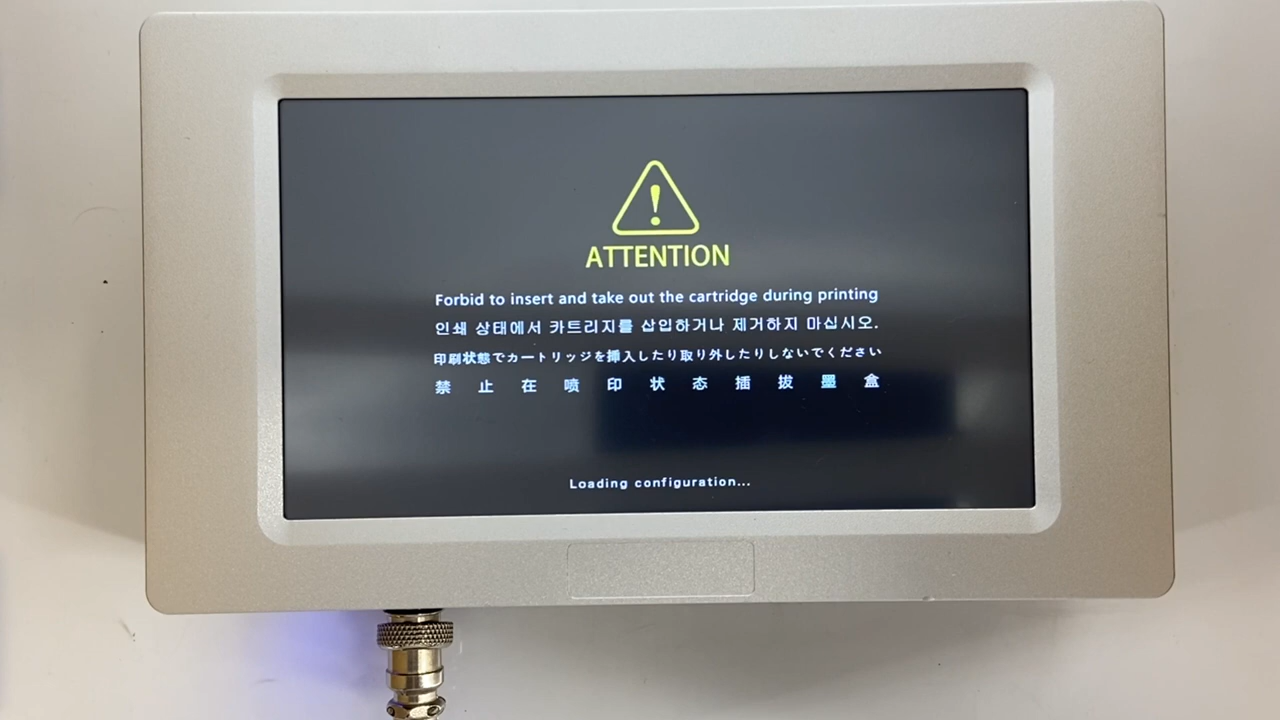 ATTENTION
Forbid to insert and take out the cartridge during printing
인쇄 상태에서 카트리지를 삽입하거나 제거하지 마십시오.
印刷状態でカートリッジを挿入したり取り外したりしないでください
禁止在喷印状态插拔墨盒
Loading configuration...